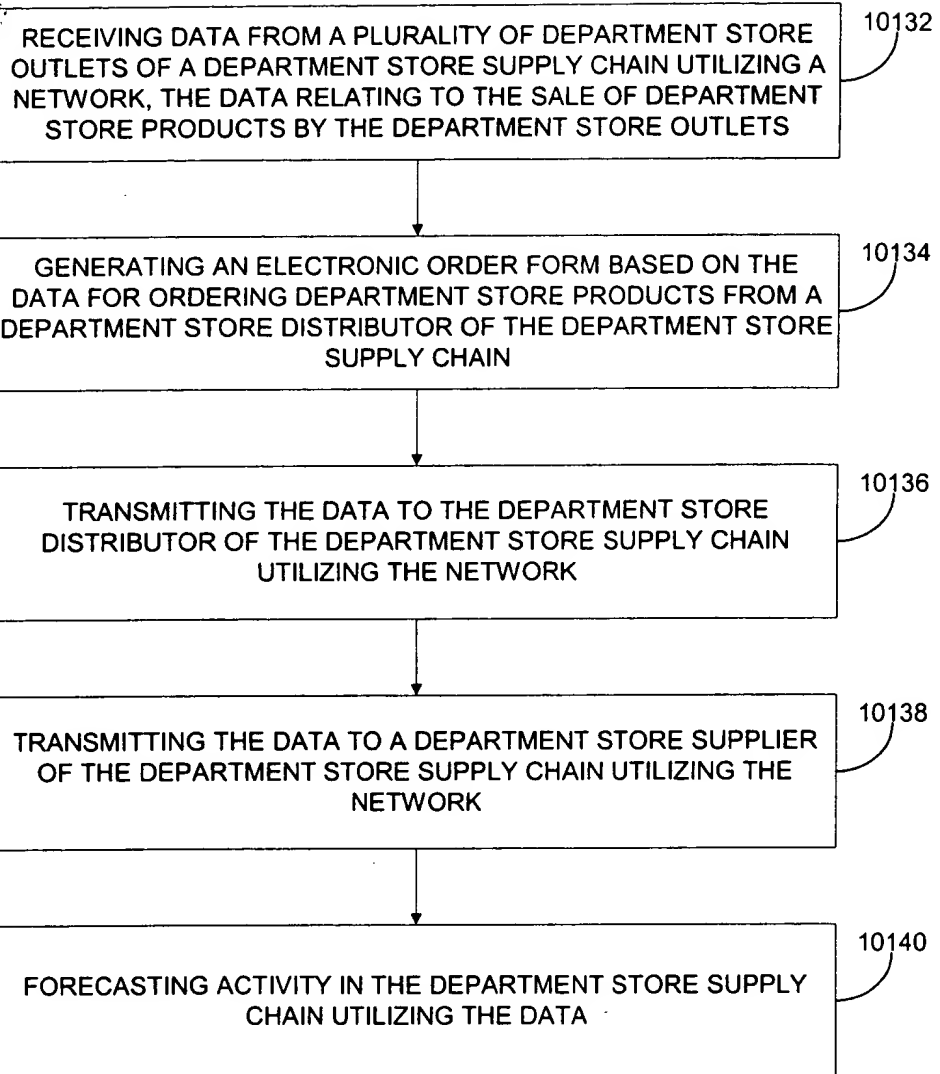 10132
RECEIVING DATA FROM A PLURALITY OF DEPARTMENT STORE
OUTLETS OF A DEPARTMENT STORE SUPPLY CHAIN UTILIZING A
NETWORK, THE DATA RELATING TO THE SALE OF DEPARTMENT
STORE PRODUCTS BY THE DEPARTMENT STORE OUTLETS
10134
GENERATING AN ELECTRONIC ORDER FORM BASED ON THE
DATA FOR ORDERING DEPARTMENT STORE PRODUCTS FROM A
DEPARTMENT STORE DISTRIBUTOR OF THE DEPARTMENT STORE
SUPPLY CHAIN
10136
TRANSMITTING THE DATA TO THE DEPARTMENT STORE
DISTRIBUTOR OF THE DEPARTMENT STORE SUPPLY CHAIN
UTILIZING THE NETWORK
10138
TRANSMITTING THE DATA TO A DEPARTMENT STORE SUPPLIER
OF THE DEPARTMENT STORE SUPPLY CHAIN UTILIZING THE
NETWORK
10140
FORECASTING ACTIVITY IN THE DEPARTMENT STORE SUPPLY
CHAIN UTILIZING THE DATA